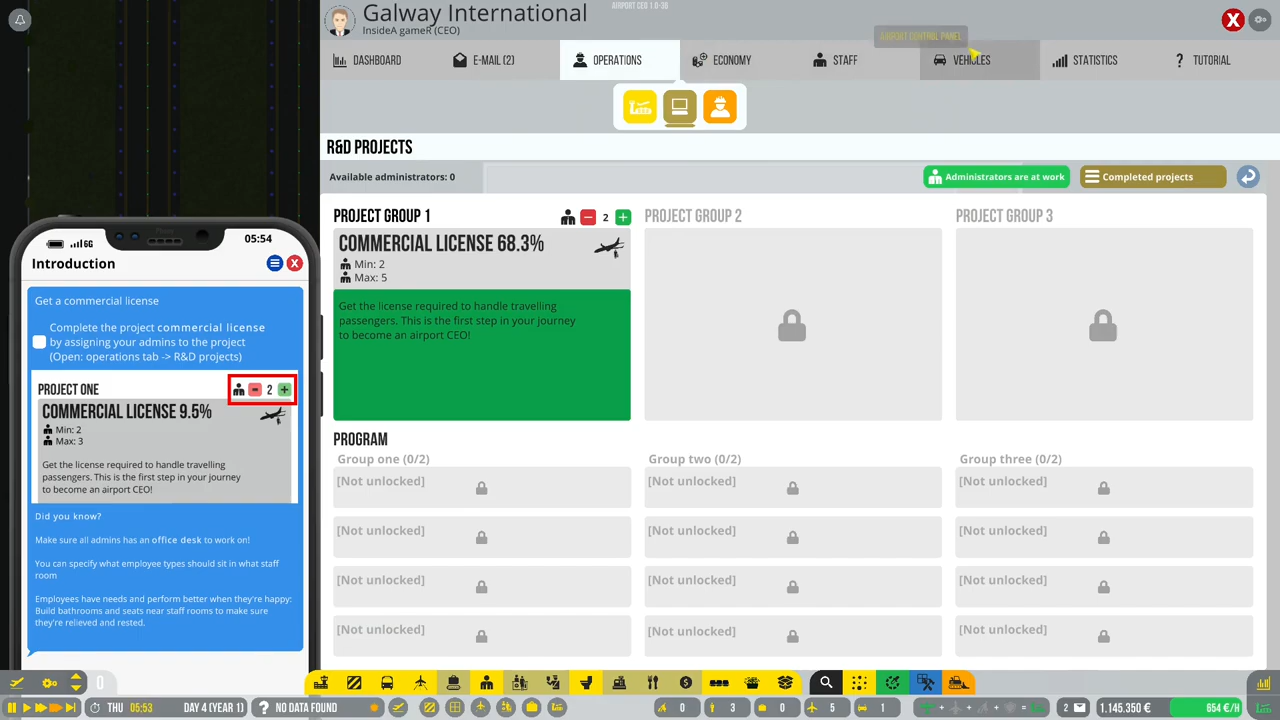 AIRPORT CEO 1.0-36
Galway International
InsideA gameR (CEO)
AIRPORT CONTROL PANEL
DASHBOARD
E-MAIL (2)
OPERATIONS
ECONOMY
STAFF
VEHICLES
STATISTICS
? TUTORIAL
R&D PROJECTS
Available administrators: 0
Administrators are at work
Completed projects
PROJECT GROUP 1
2
COMMERCIAL LICENSE 68.3%
Min: 2
Max: 5
Get the license required to handle travelling
passengers. This is the first step in your journey
to become an airport CEO!
PROJECT GROUP 2
PROJECT GROUP 3
PROGRAM
Group one (0/2)
[Not unlocked]
[Not unlocked]
[Not unlocked]
[Not unlocked]
Group two (0/2)
[Not unlocked]
[Not unlocked]
[Not unlocked]
[Not unlocked]
Group three (0/2)
[Not unlocked]
[Not unlocked]
[Not unlocked]
[Not unlocked]
6G
Phony
05:54
Introduction
Get a commercial license
Complete the project commercial license
by assigning your admins to the project
(Open: operations tab -> R&D projects)
PROJECT ONE
2
COMMERCIAL LICENSE 9.5%
Min: 2
Max: 3
Get the license required to handle travelling
passengers. This is the first step in your journey
to become an airport CEO!
Did you know?
Make sure all admins has an office desk to work on!
You can specify what employee types should sit in what staff
room
Employees have needs and perform better when they're happy:
Build bathrooms and seats near staff rooms to make sure
they're relieved and rested.
0
THU 05:53
DAY 4 (YEAR 1)
? NO DATA FOUND
0
3
0
5
1
2
1,145,350 €
654 €/H